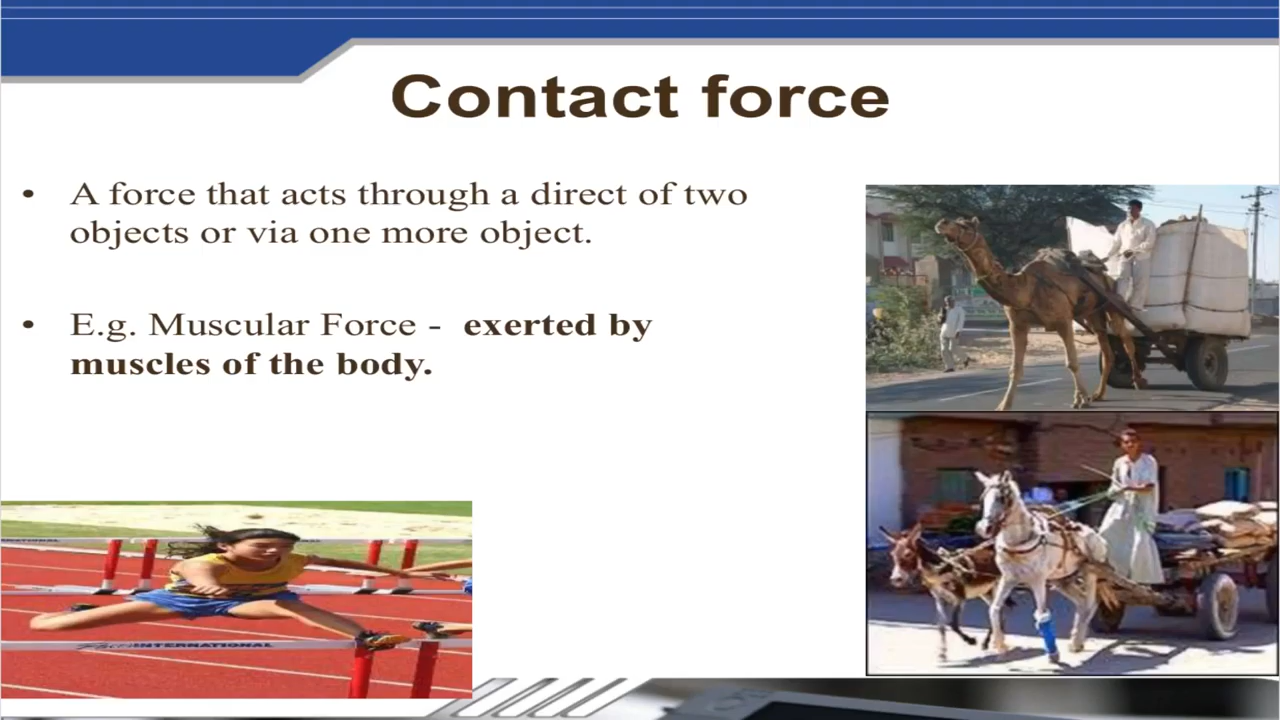 Contact force
• A force that acts through a direct of two
objects or via one more object.
• E.g. Muscular Force - exerted by
muscles of the body.
INTERNATIONAL